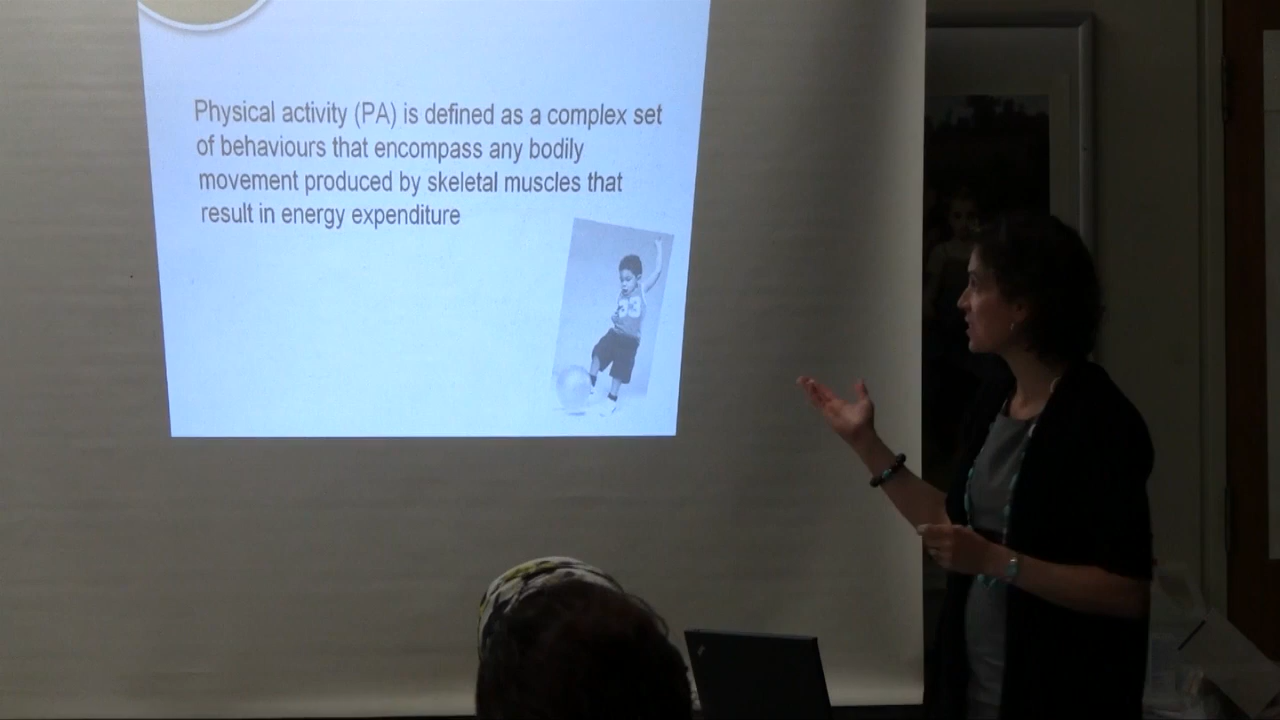 Physical activity (PA) is defined as a complex set
of behaviours that encompass any bodily
movement produced by skeletal muscles that
result in energy expenditure